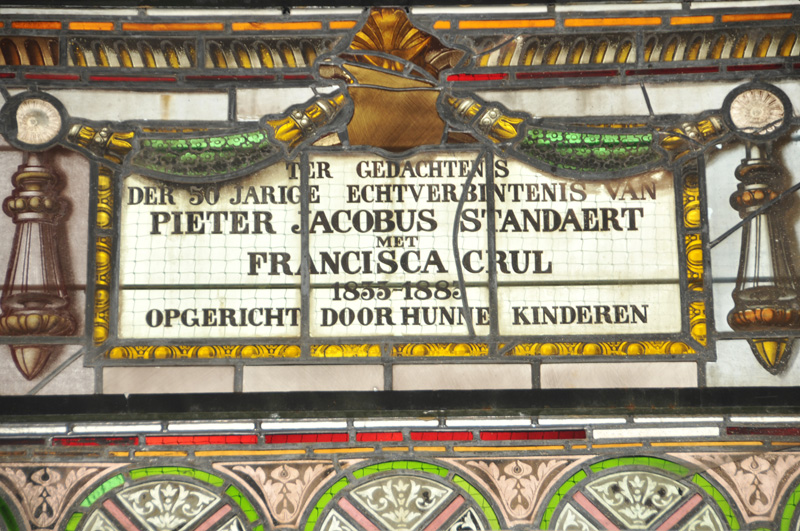 TER GEDACHTENIS
DER 50 JARIGE ECHTVERBINTENIS VAN
PIETER JACOBUS STANDAERT
MET
FRANCISCA CRUL
1833-1883
OPGERICHT DOOR HUNNE KINDEREN